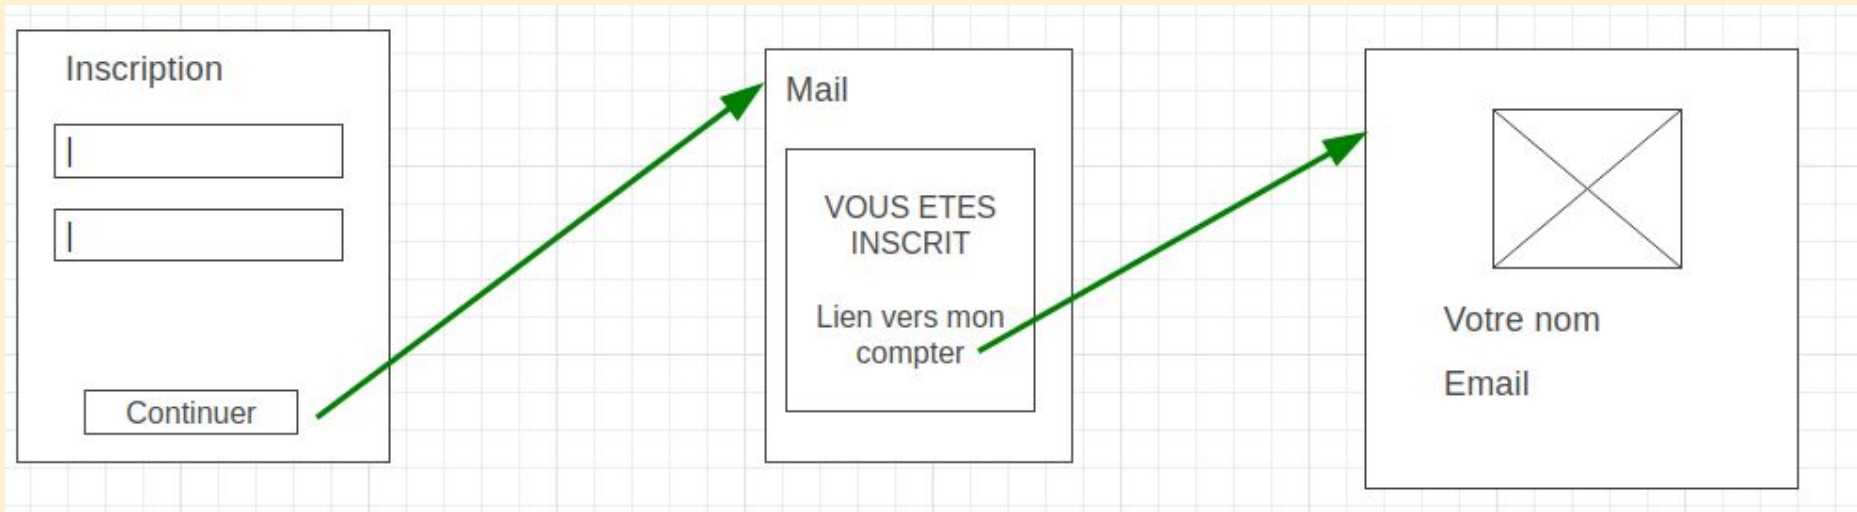 Inscription
Continuer
Mail
VOUS ETES
INSCRIT
Lien vers mon
compter
Votre nom
Email